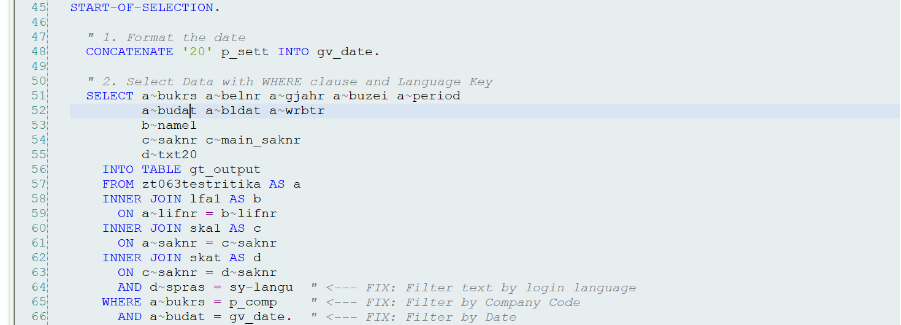 45 START-OF-SELECTION.
46
47 " 1. Format the date
48 CONCATENATE '20' p_sett INTO gv_date.
49
50 " 2. Select Data with WHERE clause and Language Key
51 SELECT a~bukrs a~belnr a~gjahr a~buzei a~period
52 a~budat a~bldat a~wrbtr
53 b~name1
54 c~saknr c~main_saknr
55 d~txt20
56 INTO TABLE gt_output
57 FROM zt063testritika AS a
58 INNER JOIN lfa1 AS b
59 ON a~lifnr = b~lifnr
60 INNER JOIN ska1 AS c
61 ON a~saknr = c~saknr
62 INNER JOIN skat AS d
63 ON c~saknr = d~saknr
64 AND d~spras = sy-langu " <--- FIX: Filter text by login language
65 WHERE a~bukrs = p_comp " <--- FIX: Filter by Company Code
66 AND a~budat = gv_date. " <--- FIX: Filter by Date